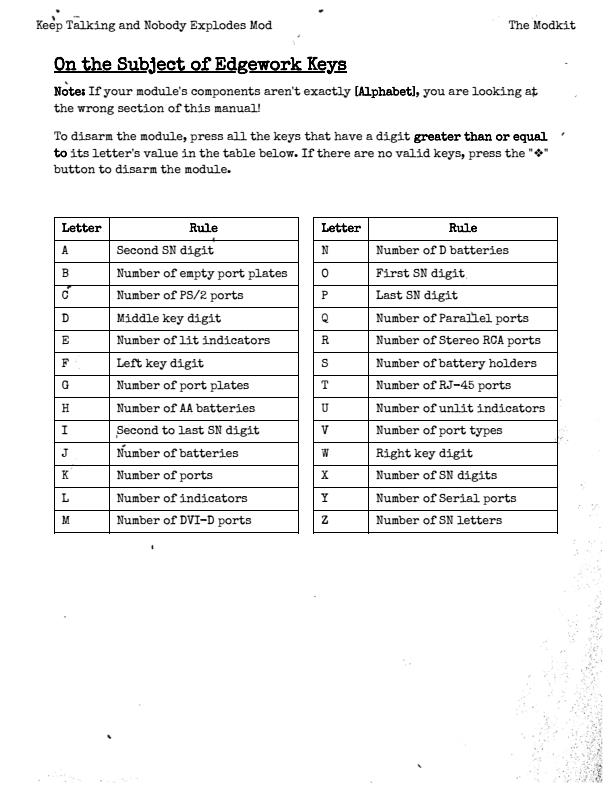 Keep Talking and Nobody Explodes Mod The Modkit
On the Subject of Edgework Keys
Note: If your module's components aren't exactly [Alphabet], you are looking at
the wrong section of this manual!
To disarm the module, press all the keys that have a digit greater than or equal
to its letter's value in the table below. If there are no valid keys, press the "❖"
button to disarm the module.
Letter Rule
A Second SN digit
B Number of empty port plates
C Number of PS/2 ports
D Middle key digit
E Number of lit indicators
F Left key digit
G Number of port plates
H Number of AA batteries
I Second to last SN digit
J Number of batteries
K Number of ports
L Number of indicators
M Number of DVI-D ports
Letter Rule
N Number of D batteries
O First SN digit
P Last SN digit
Q Number of Parallel ports
R Number of Stereo RCA ports
S Number of battery holders
T Number of RJ-45 ports
U Number of unlit indicators
V Number of port types
W Right key digit
X Number of SN digits
Y Number of Serial ports
Z Number of SN letters